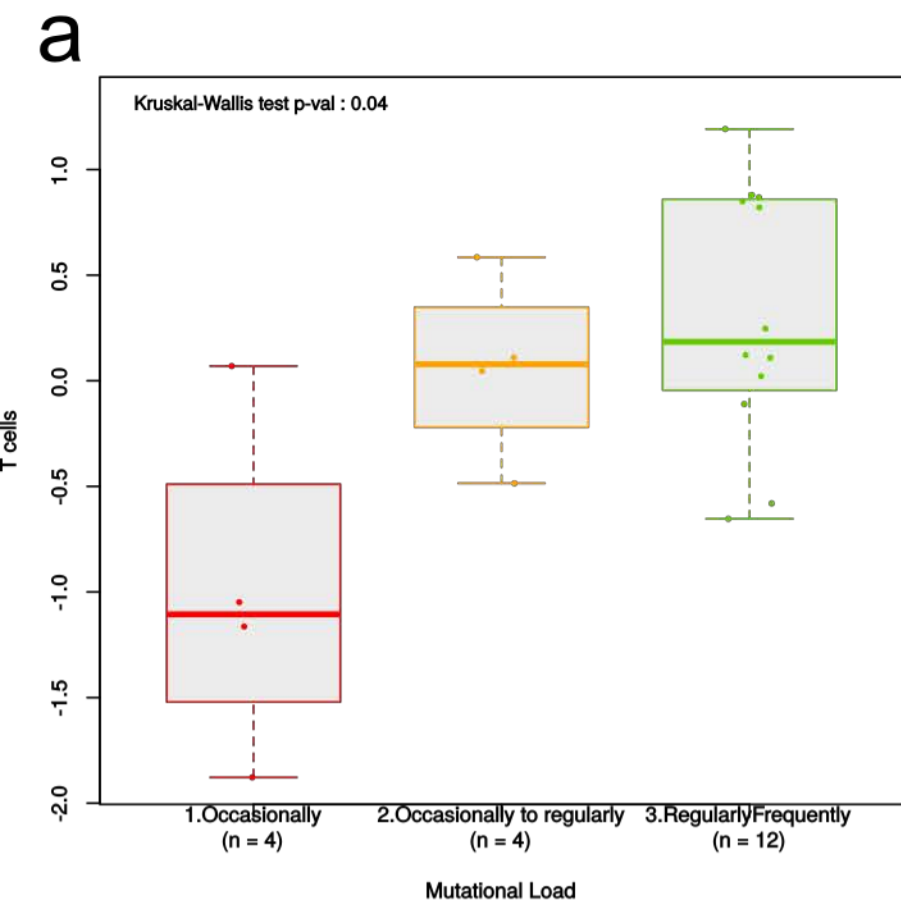 a
Kruskal-Wallis test p-val : 0.04
T cells
1.0
0.5
0.0
-0.5
-1.0
-1.5
-2.0
1.Occasionally 2.Occasionally to regularly 3.RegularlyFrequently
(n = 4) (n = 4) (n = 12)
Mutational Load